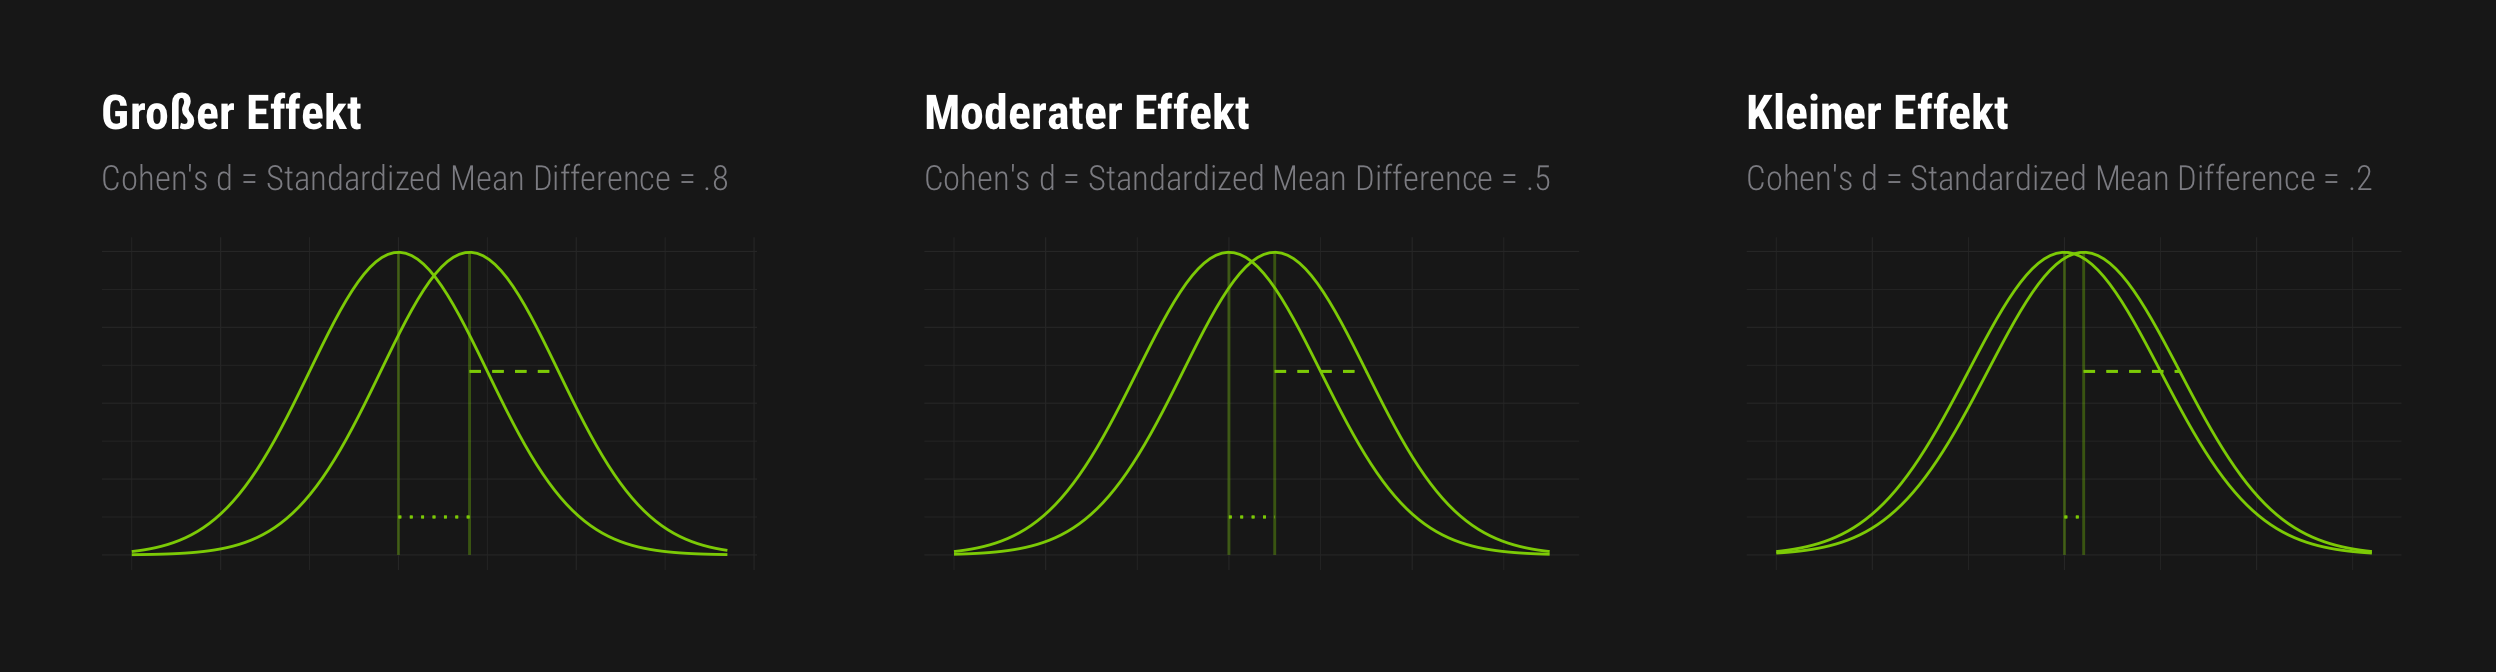 Großer Effekt
Cohen's d = Standardized Mean Difference = .8
Moderater Effekt
Cohen's d = Standardized Mean Difference = .5
Kleiner Effekt
Cohen's d = Standardized Mean Difference = .2